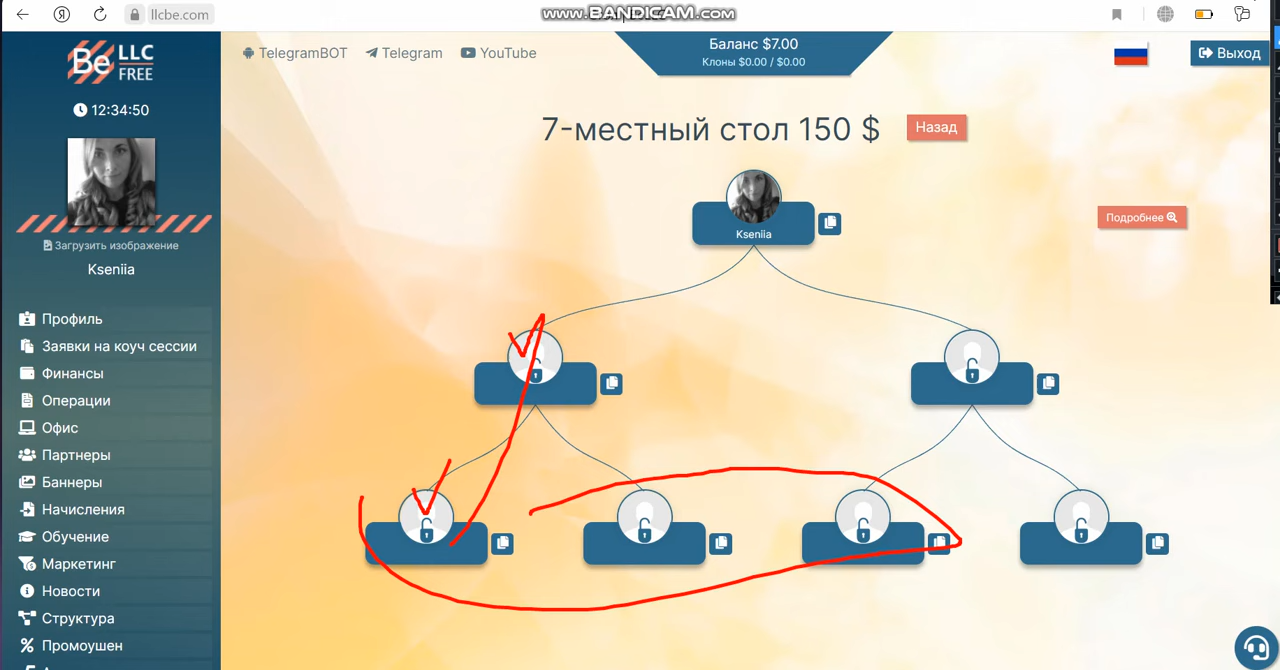 llcbe.com
www.BANDICAM.com
Be LLC
FREE
TelegramBOT
Telegram
YouTube
Баланс $7.00
Клоны $0.00 / $0.00
Выход
12:34:50
7-местный стол 150 $
Назад
Kseniia
Подробнее
Загрузить изображение
Kseniia
Профиль
Заявки на коуч сессии
Финансы
Операции
Офис
Партнеры
Баннеры
Начисления
Обучение
Маркетинг
Новости
Структура
Промоушен